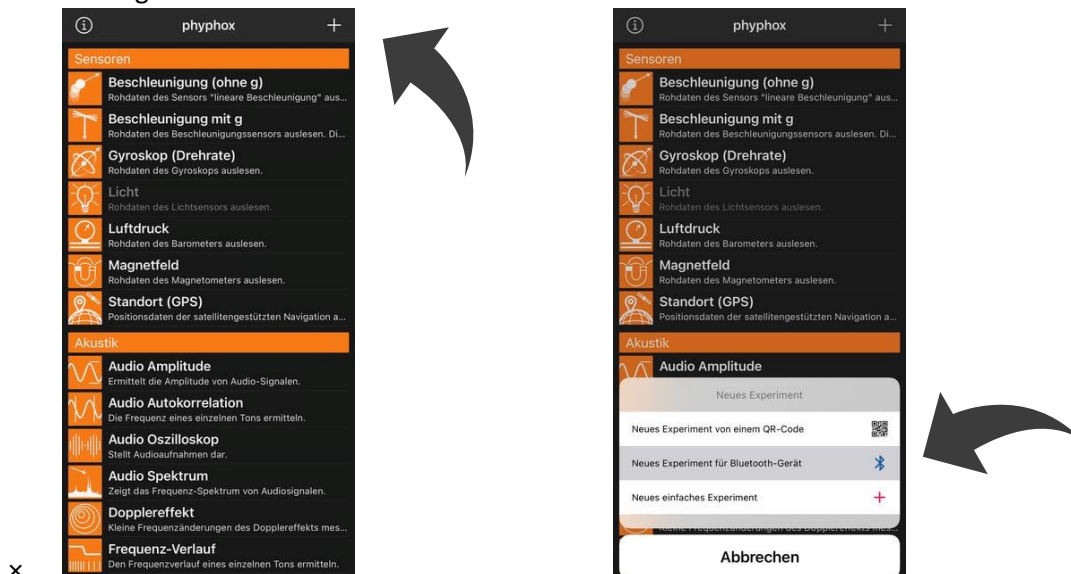 phyphox
Sensoren
Beschleunigung (ohne g)
Rohdaten des Sensors "lineare Beschleunigung" aus...
Beschleunigung mit g
Rohdaten des Beschleunigungssensors auslesen. Di...
Gyroskop (Drehrate)
Rohdaten des Gyroskops auslesen.
Licht
Rohdaten des Lichtsensors auslesen.
Luftdruck
Rohdaten des Barometers auslesen.
Magnetfeld
Rohdaten des Magnetometers auslesen.
Standort (GPS)
Positionsdaten der satellitengestützten Navigation a...
Akustik
Audio Amplitude
Ermittelt die Amplitude von Audio-Signalen.
Audio Autokorrelation
Die Frequenz eines einzelnen Tons ermitteln.
Audio Oszilloskop
Stellt Audioaufnahmen dar.
Audio Spektrum
Zeigt das Frequenz-Spektrum von Audiosignalen.
Dopplereffekt
Kleine Frequenzänderungen des Dopplereffekts mes...
Frequenz-Verlauf
Den Frequenzverlauf eines einzelnen Tons ermitteln.
×
phyphox
Sensoren
Beschleunigung (ohne g)
Rohdaten des Sensors "lineare Beschleunigung" aus...
Beschleunigung mit g
Rohdaten des Beschleunigungssensors auslesen. Di...
Gyroskop (Drehrate)
Rohdaten des Gyroskops auslesen.
Licht
Rohdaten des Lichtsensors auslesen.
Luftdruck
Rohdaten des Barometers auslesen.
Magnetfeld
Rohdaten des Magnetometers auslesen.
Standort (GPS)
Positionsdaten der satellitengestützten Navigation a...
Akustik
Audio Amplitude
Neues Experiment
Neues Experiment von einem QR-Code
Neues Experiment für Bluetooth-Gerät
Neues einfaches Experiment
Kleine Frequenzänderungen des Dopplereffekts mes...
Abbrechen